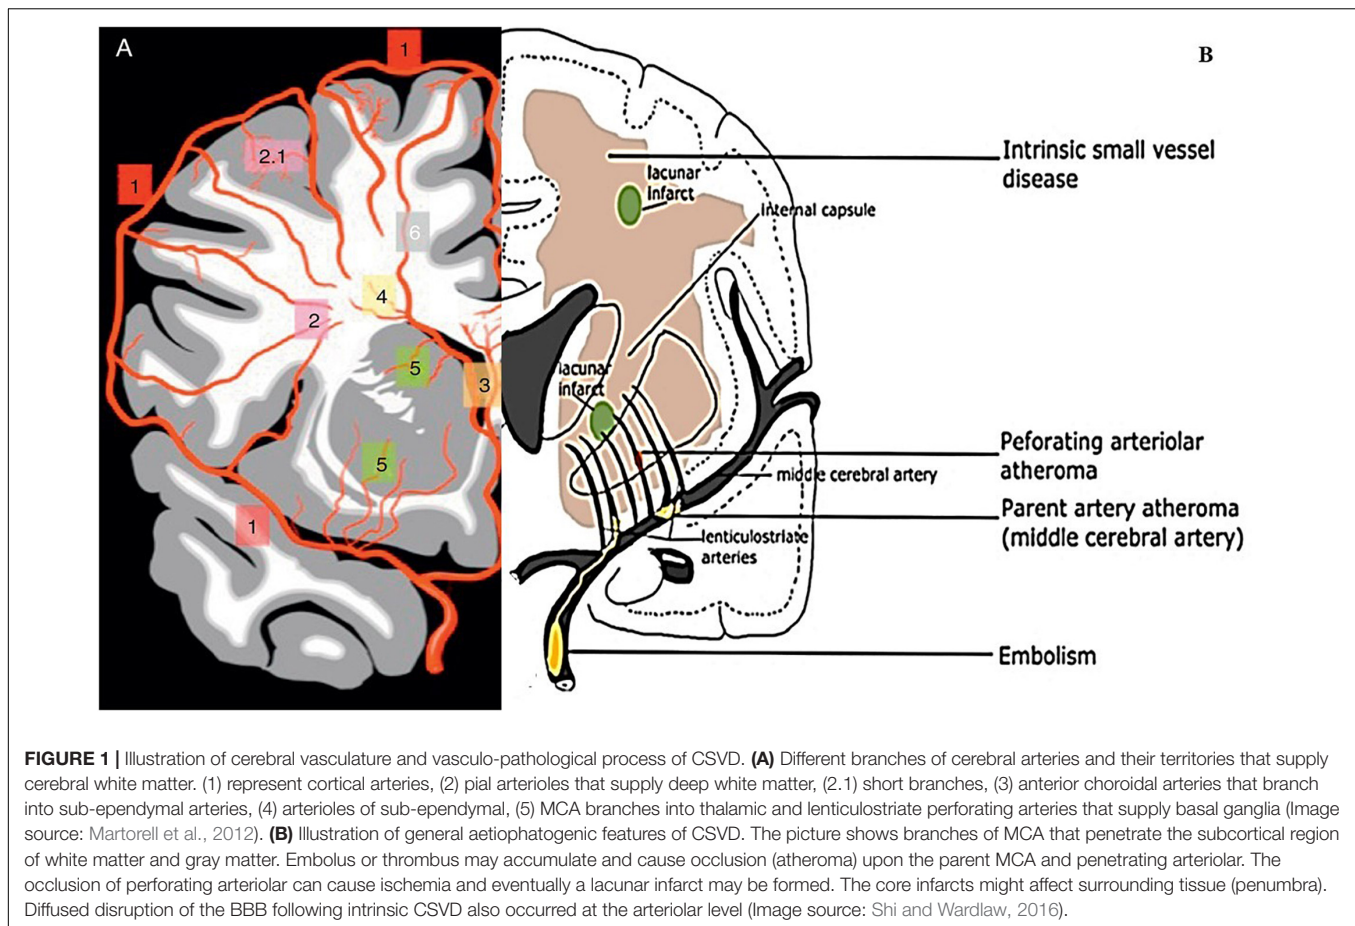 A
1
2.1
1
6
4
2
5
3
5
1
B
Intrinsic small vessel
disease
lacunar
infarct
internal capsule
lacunar
infarct
Peforating arteriolar
atheroma
middle cerebral artery
Parent artery atheroma
(middle cerebral artery)
lenticulostriate
arteries
Embolism
FIGURE 1 | Illustration of cerebral vasculature and vasculo-pathological process of CSVD. (A) Different branches of cerebral arteries and their territories that supply
cerebral white matter. (1) represent cortical arteries, (2) pial arterioles that supply deep white matter, (2.1) short branches, (3) anterior choroidal arteries that branch
into sub-ependymal arteries, (4) arterioles of sub-ependymal, (5) MCA branches into thalamic and lenticulostriate perforating arteries that supply basal ganglia (Image
source: Martorell et al., 2012). (B) Illustration of general aetiophatogenic features of CSVD. The picture shows branches of MCA that penetrate the subcortical region
of white matter and gray matter. Embolus or thrombus may accumulate and cause occlusion (atheroma) upon the parent MCA and penetrating arteriolar. The
occlusion of perforating arteriolar can cause ischemia and eventually a lacunar infarct may be formed. The core infarcts might affect surrounding tissue (penumbra).
Diffused disruption of the BBB following intrinsic CSVD also occurred at the arteriolar level (Image source: Shi and Wardlaw, 2016).